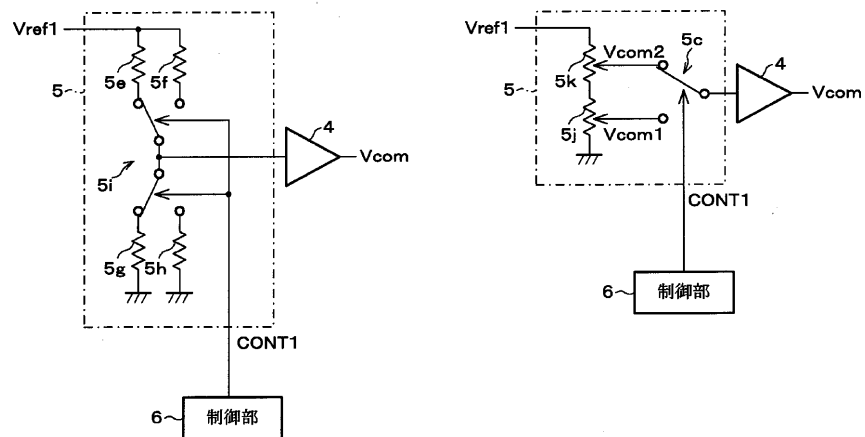 Vref1
5e
5f
5
4
Vcom
5i
5g
5h
CONT1
6
制御部
Vref1
5c
Vcom2
4
5k
5
Vcom
5j
Vcom1
CONT1
6
制御部